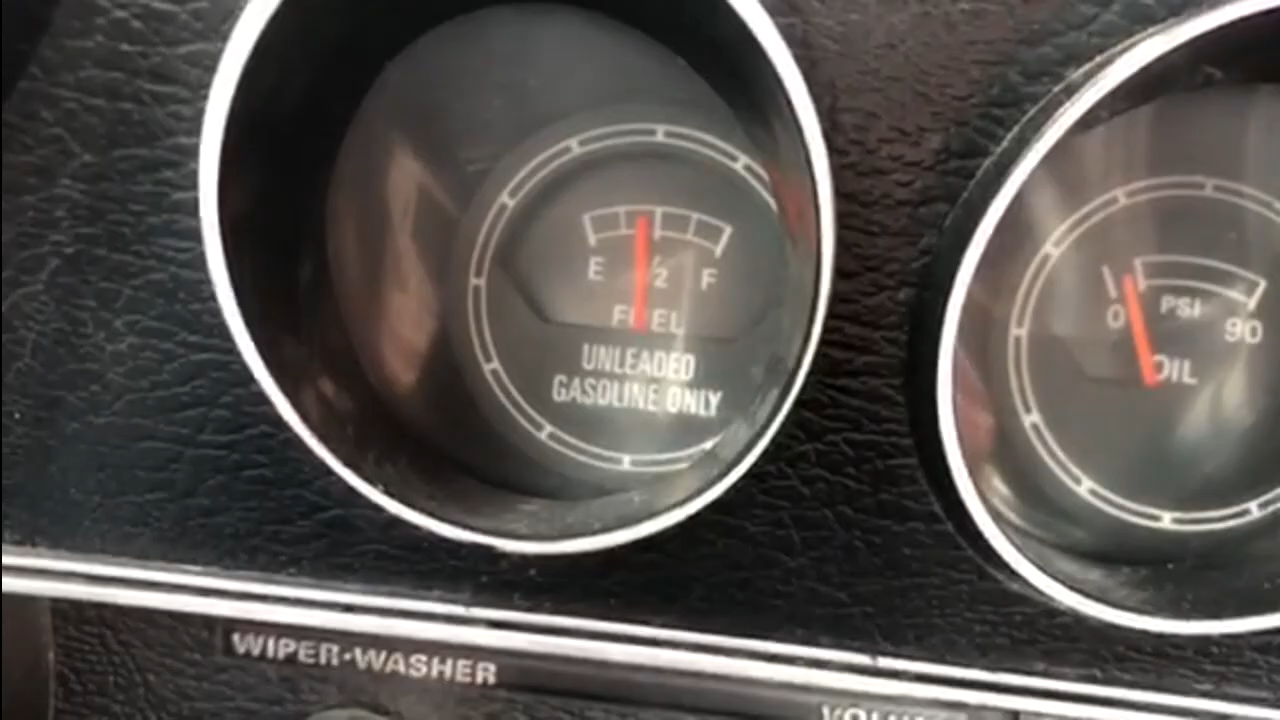 E ½ F
FUEL
UNLEADED
GASOLINE ONLY
0 PSI 90
OIL
WIPER-WASHER